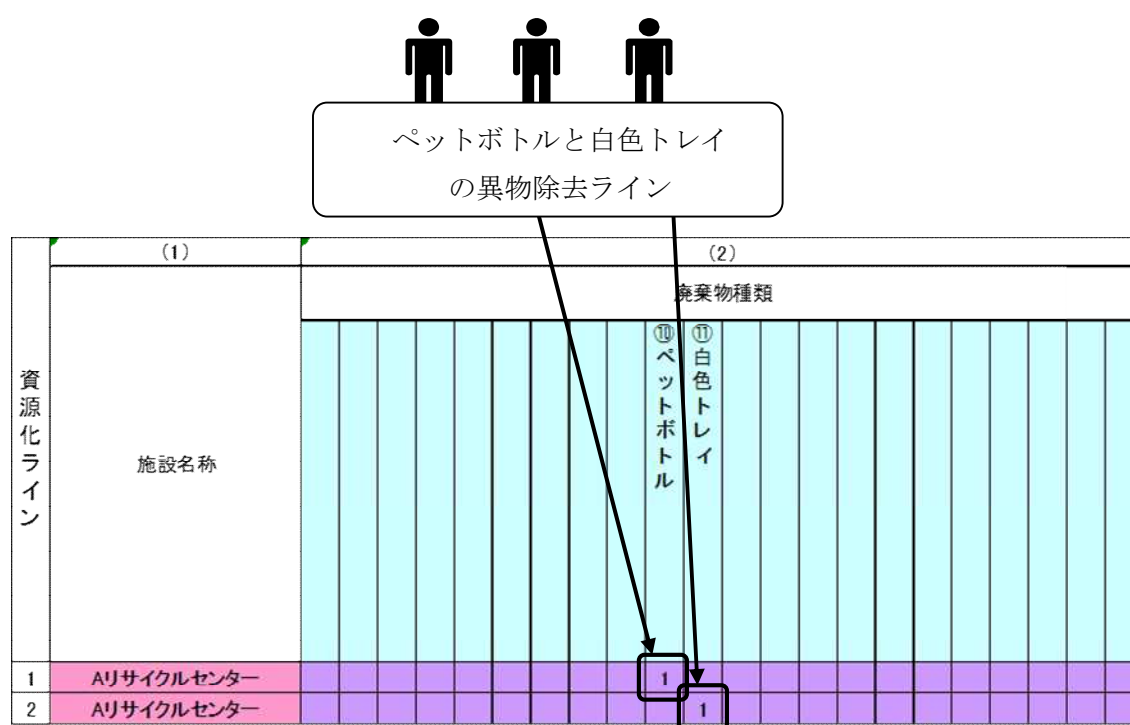 ペットボトルと白色トレイ
の異物除去ライン
(1)
(2)
資源化ライン
施設名称
廃棄物種類
⑩ペットボトル
⑪白色トレイ
1
Aリサイクルセンター
1
2
Aリサイクルセンター
1